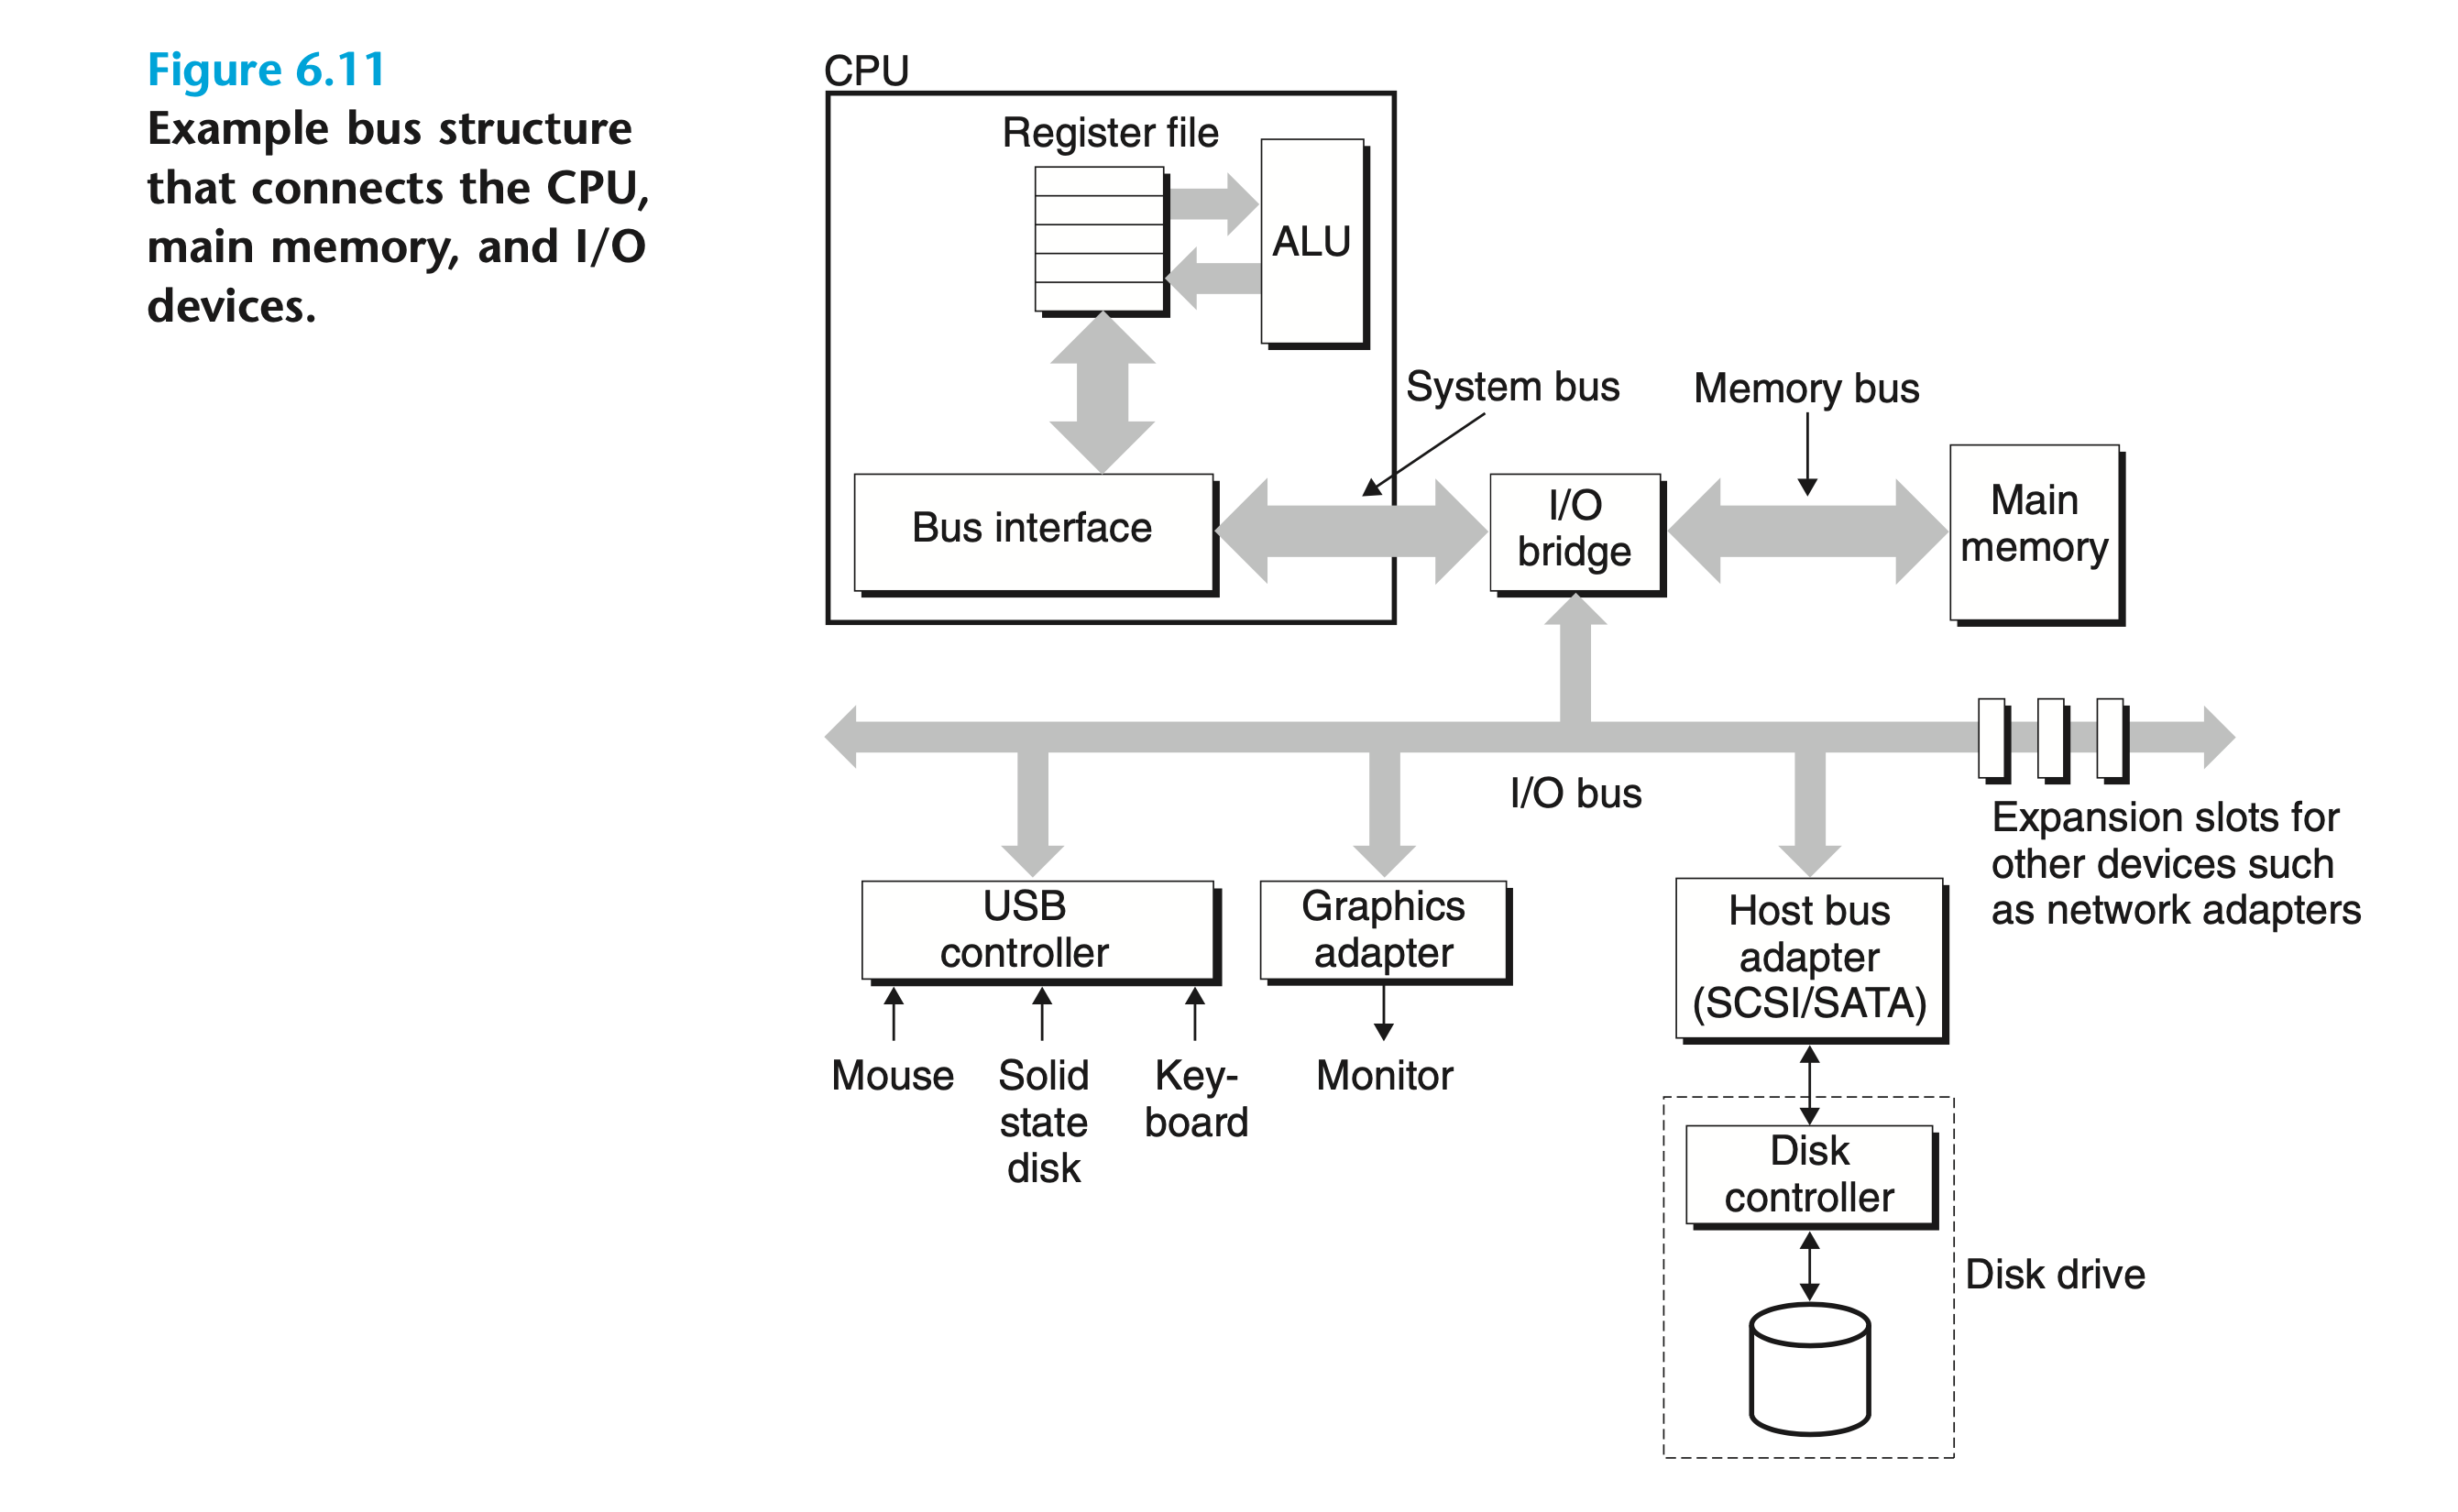 Figure 6.11
Example bus structure
that connects the CPU,
main memory, and I/O
devices.
CPU
Register file
ALU
System bus
Memory bus
Bus interface
I/O
bridge
Main
memory
I/O bus
Expansion slots for
other devices such
as network adapters
USB
controller
Graphics
adapter
Host bus
adapter
(SCSI/SATA)
Mouse
Solid
state
disk
Key-
board
Monitor
Disk
controller
Disk drive